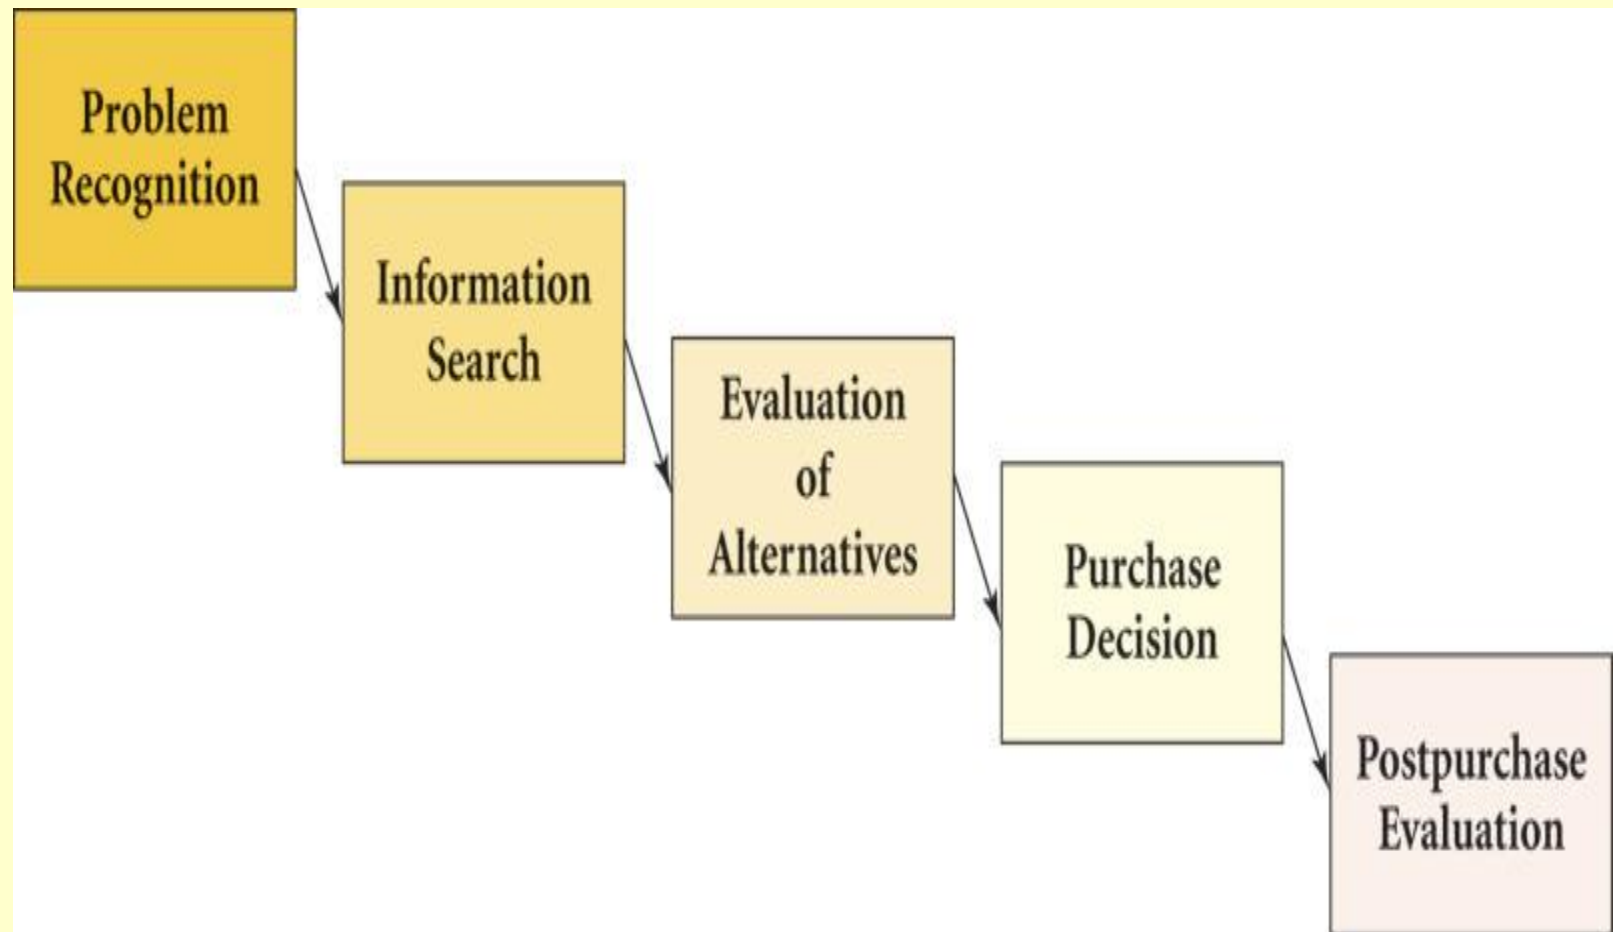 Problem
Recognition
Information
Search
Evaluation
of
Alternatives
Purchase
Decision
Postpurchase
Evaluation